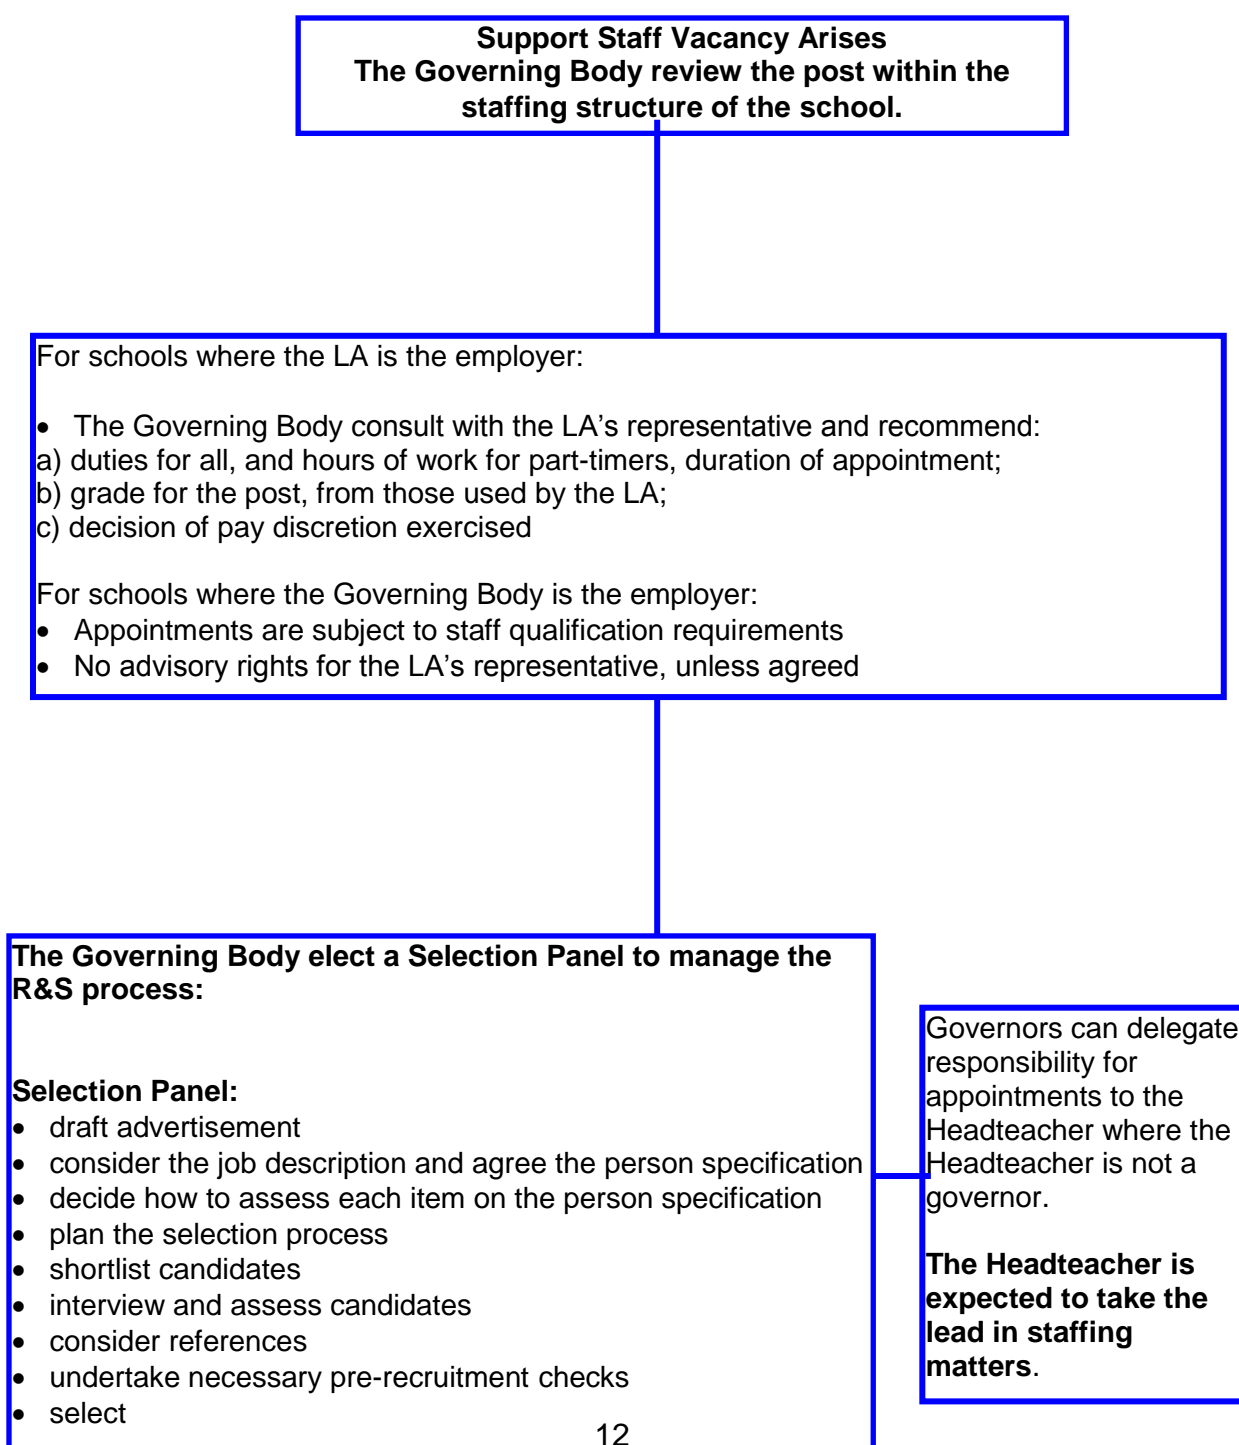 Support Staff Vacancy Arises
The Governing Body review the post within the
staffing structure of the school.
For schools where the LA is the employer:
• The Governing Body consult with the LA’s representative and recommend:
a) duties for all, and hours of work for part-timers, duration of appointment;
b) grade for the post, from those used by the LA;
c) decision of pay discretion exercised
For schools where the Governing Body is the employer:
• Appointments are subject to staff qualification requirements
• No advisory rights for the LA’s representative, unless agreed
The Governing Body elect a Selection Panel to manage the
R&S process:
Selection Panel:
• draft advertisement
• consider the job description and agree the person specification
• decide how to assess each item on the person specification
• plan the selection process
• shortlist candidates
• interview and assess candidates
• consider references
• undertake necessary pre-recruitment checks
• select
Governors can delegate
responsibility for
appointments to the
Headteacher where the
Headteacher is not a
governor.
The Headteacher is
expected to take the
lead in staffing
matters.
12